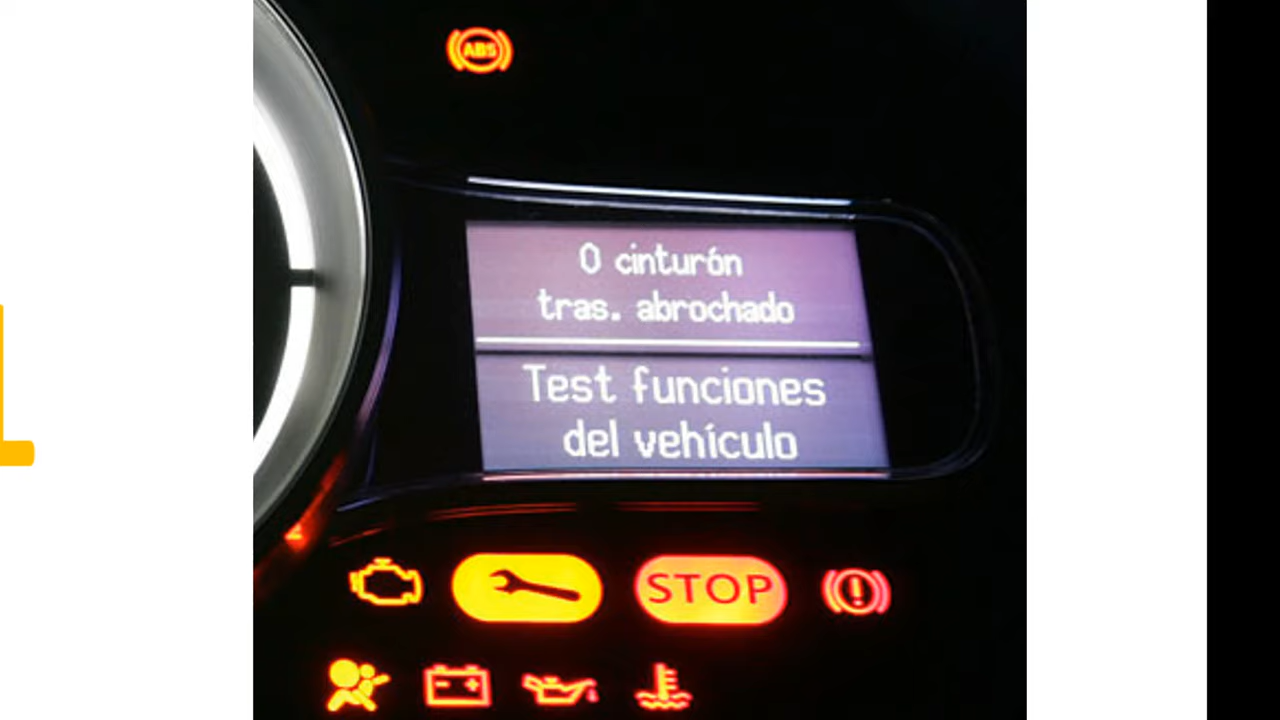 ABS
0 cinturón
tras. abrochado
Test funciones
del vehículo
STOP